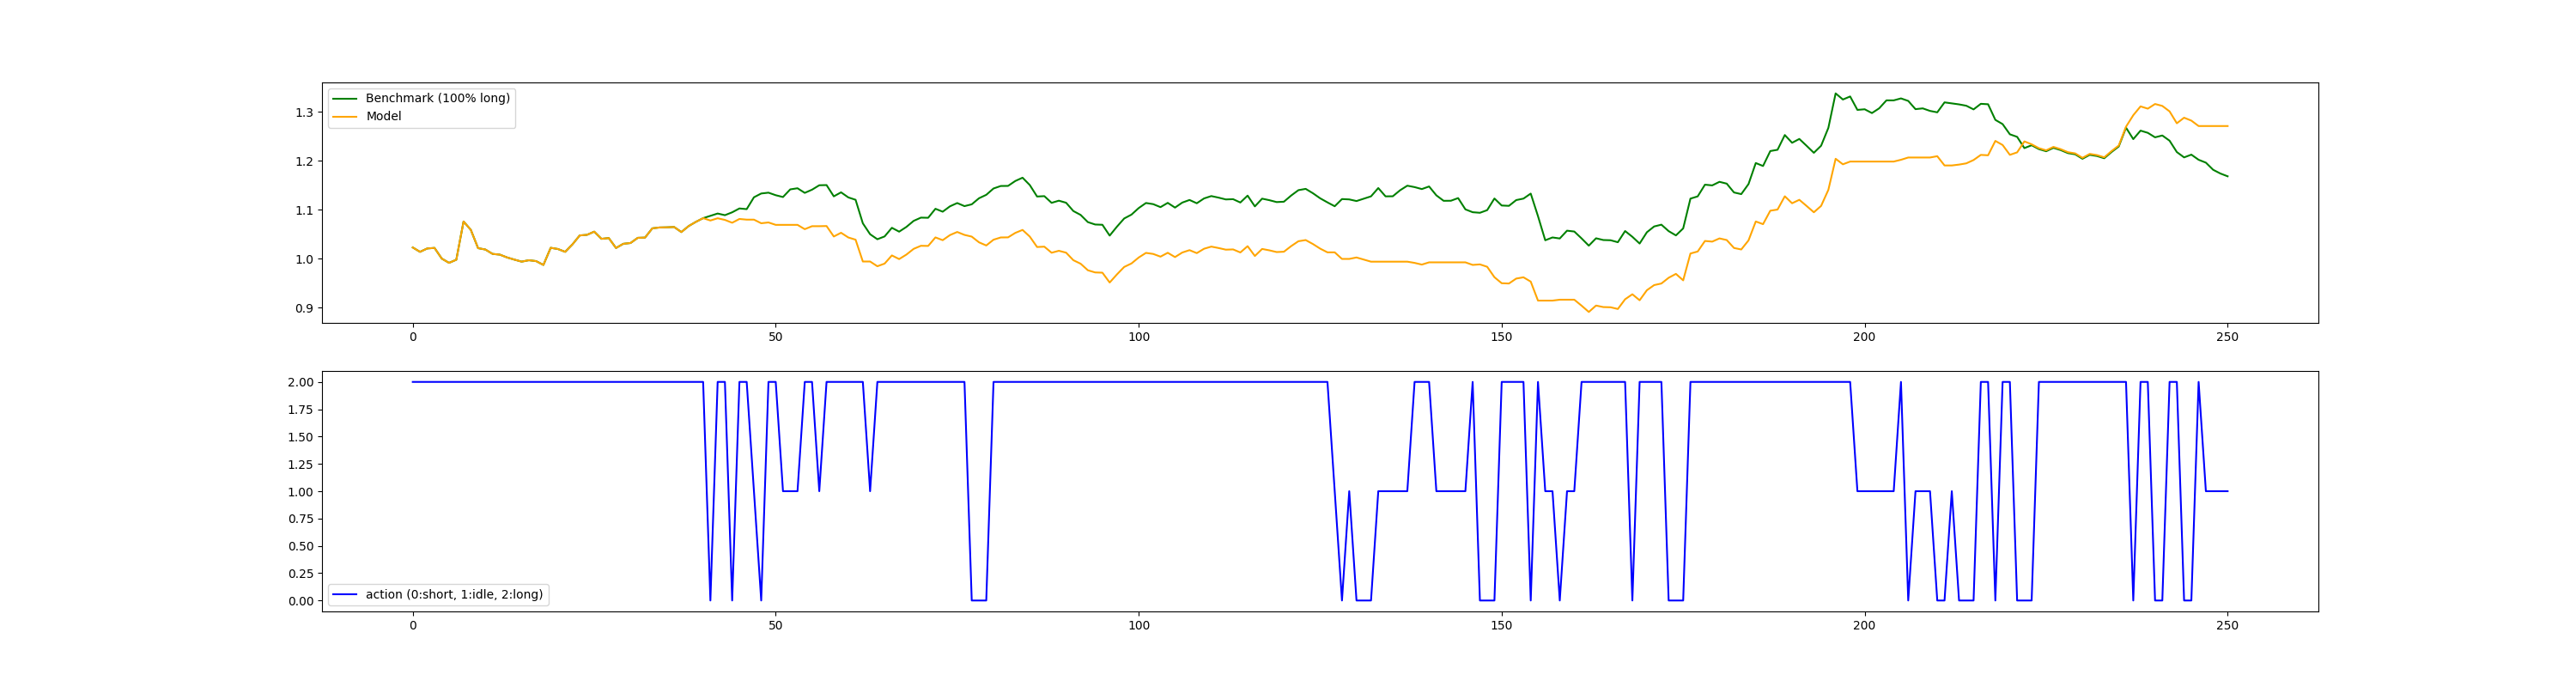 Benchmark (100% long)
Model
1.3
1.2
1.1
1.0
0.9
0 50 100 150 200 250
2.00
1.75
1.50
1.25
1.00
0.75
0.50
0.25
0.00
action (0:short, 1:idle, 2:long)
0 50 100 150 200 250